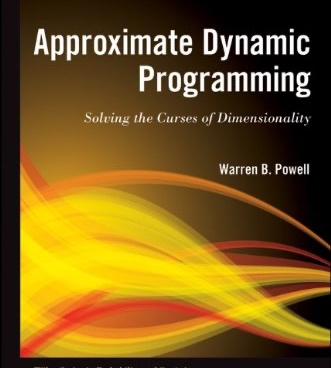 Approximate Dynamic
Programming
Solving the Curses of Dimensionality
Warren B. Powell